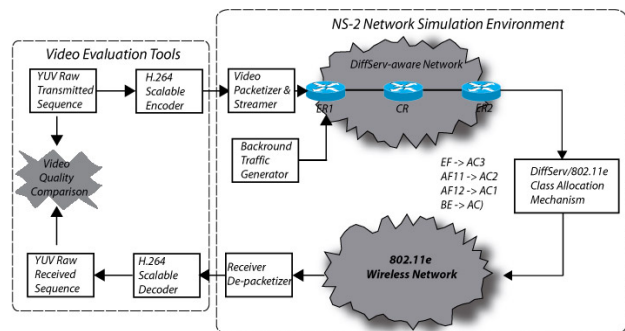 NS-2 Network Simulation Environment
Video Evaluation Tools
YUV Raw
Transmitted
Sequence
H.264
Scalable
Encoder
Video
Packetizer &
Streamer
DiffServ-aware Network
ER1
CR
ER2
Backround
Traffic
Generator
Video
Quality
Comparison
EF -> AC3
AF11 -> AC2
AF12 -> AC1
BE -> AC)
DiffServ/802.11e
Class Allocation
Mechanism
YUV Raw
Received
Sequence
H.264
Scalable
Decoder
Receiver
De-packetizer
802.11e
Wireless Network